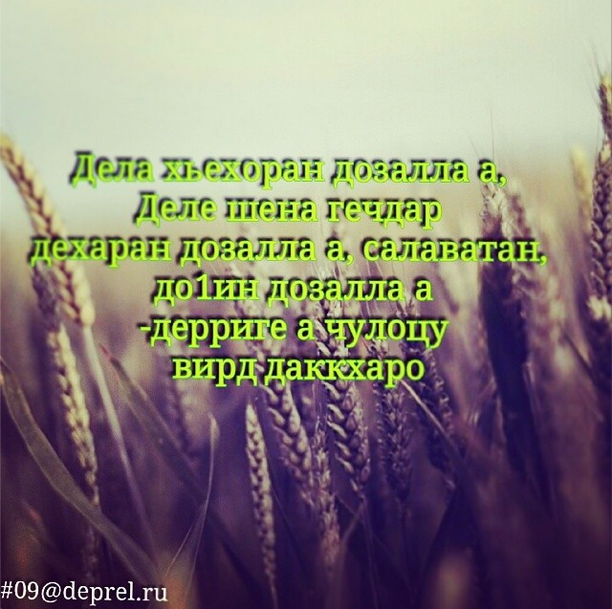 Дела хьехоран дозалла а,
Деле шена гечдар
дехаран дозалла а, салаватан,
до1ин дозалла а
-дерриге а чулоцу
вирд даккхаро
#09@deprel.ru